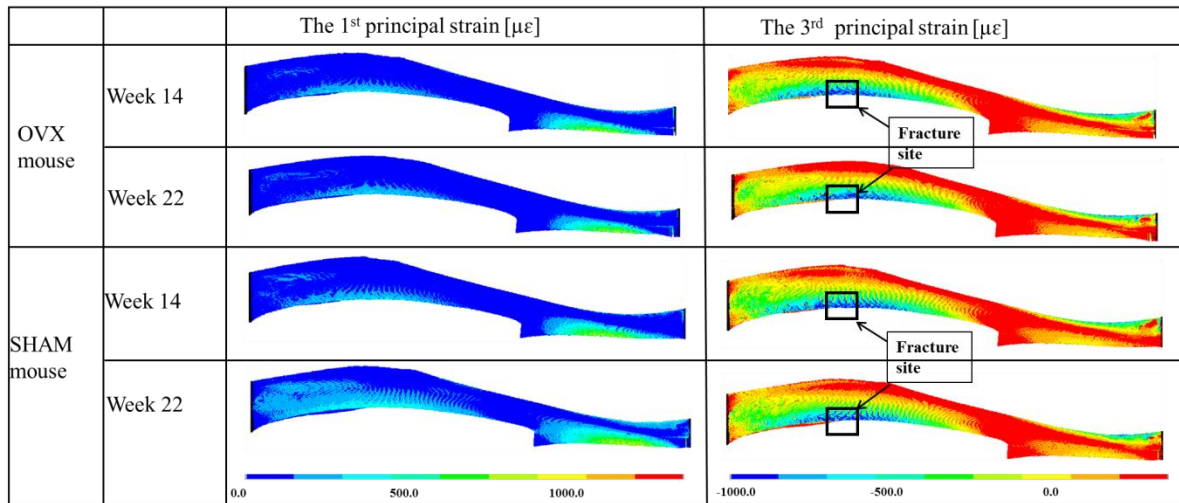 The 1st principal strain [με]
The 3rd principal strain [με]
OVX
mouse
Week 14
Fracture
site
Week 22
SHAM
mouse
Week 14
Fracture
site
Week 22
0.0 500.0 1000.0
-1000.0 -500.0 0.0